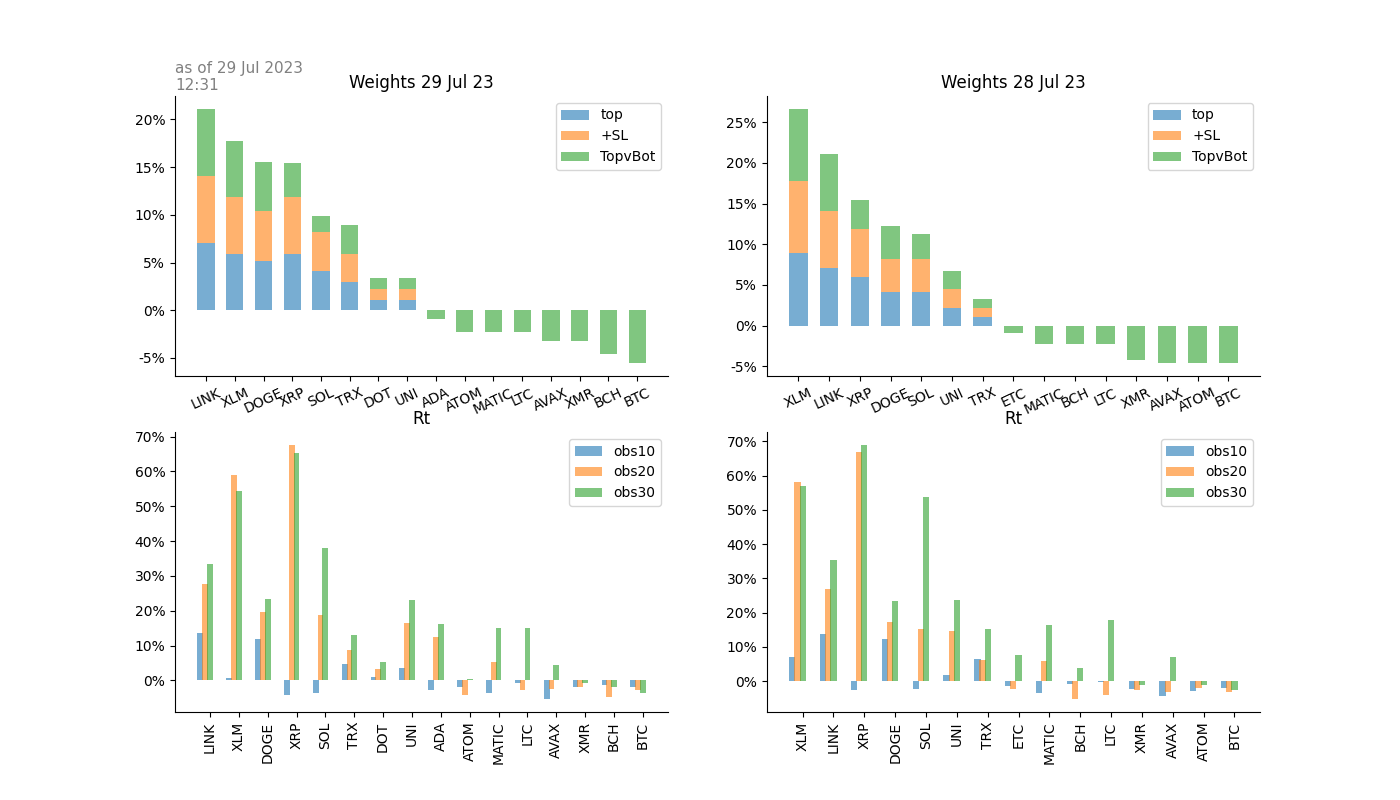 as of 29 Jul 2023
12:31
Weights 29 Jul 23
20%
15%
10%
5%
0%
-5%
top
+SL
TopvBot
LINK XLM DOGE XRP SOL TRX DOT UNI ADA ATOM MATIC LTC AVAX XMR BCH BTC
Weights 28 Jul 23
25%
20%
15%
10%
5%
0%
-5%
top
+SL
TopvBot
XLM LINK XRP DOGE SOL UNI TRX ETC MATIC BCH LTC XMR AVAX ATOM BTC
Rt
70%
60%
50%
40%
30%
20%
10%
0%
obs10
obs20
obs30
LINK XLM DOGE XRP SOL TRX DOT UNI ADA ATOM MATIC LTC AVAX XMR BCH BTC
Rt
70%
60%
50%
40%
30%
20%
10%
0%
obs10
obs20
obs30
XLM LINK XRP DOGE SOL UNI TRX ETC MATIC BCH LTC XMR AVAX ATOM BTC